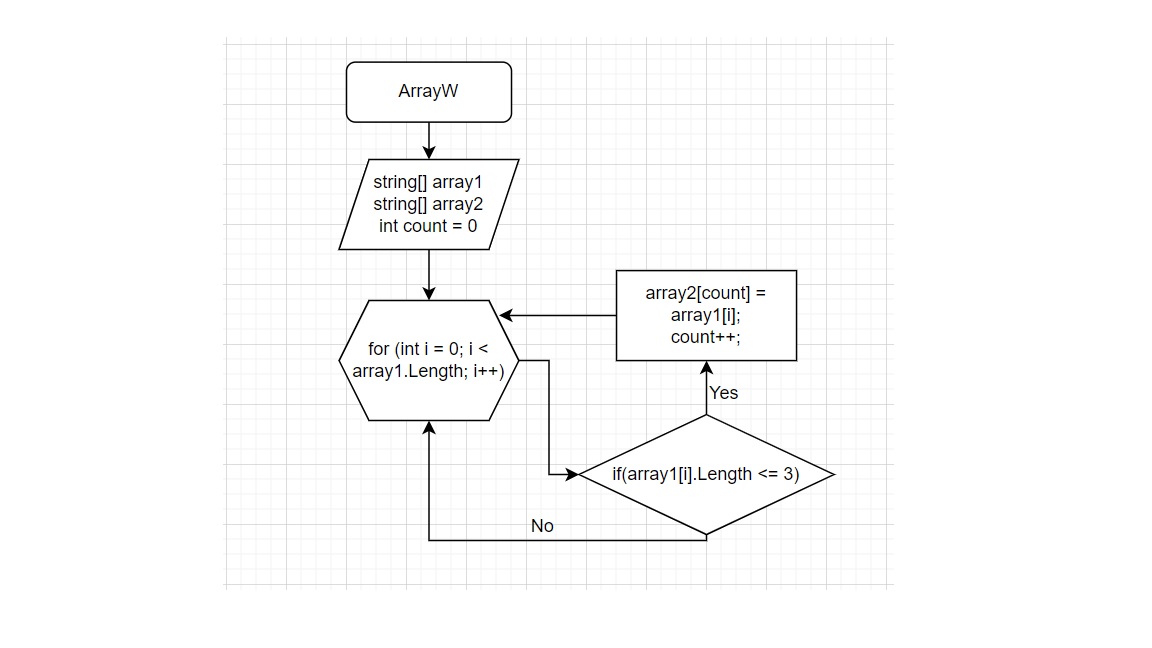 ArrayW
string[] array1
string[] array2
int count = 0
for (int i = 0; i <
array1.Length; i++)
array2[count] =
array1[i];
count++;
Yes
if(array1[i].Length <= 3)
No